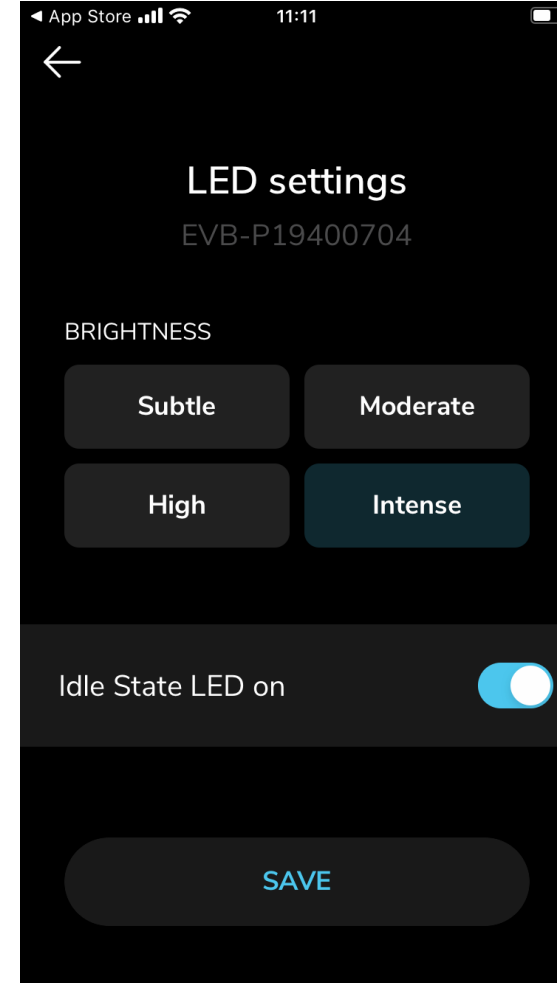 App Store 11:11
LED settings
EVB-P19400704
BRIGHTNESS
Subtle Moderate
High Intense
Idle State LED on
SAVE